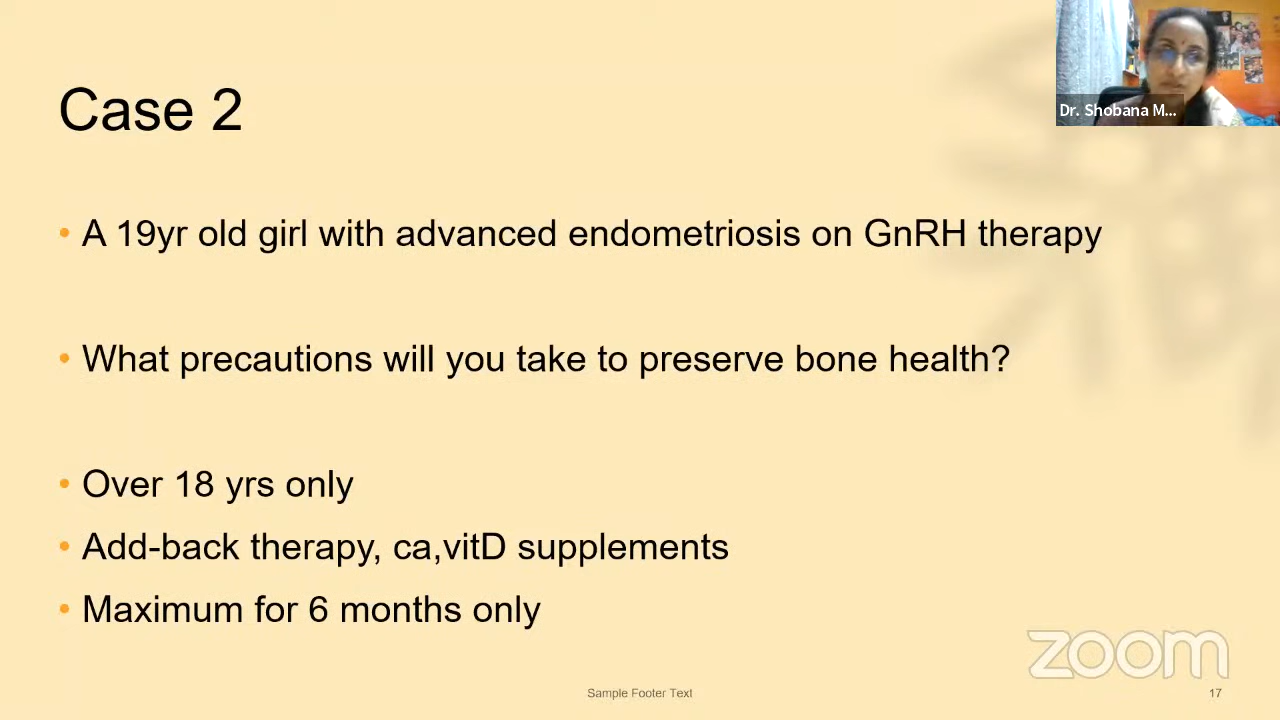 Dr. Shobana M...
Case 2
• A 19yr old girl with advanced endometriosis on GnRH therapy
• What precautions will you take to preserve bone health?
• Over 18 yrs only
• Add-back therapy, ca,vitD supplements
• Maximum for 6 months only
zoom
Sample Footer Text
17